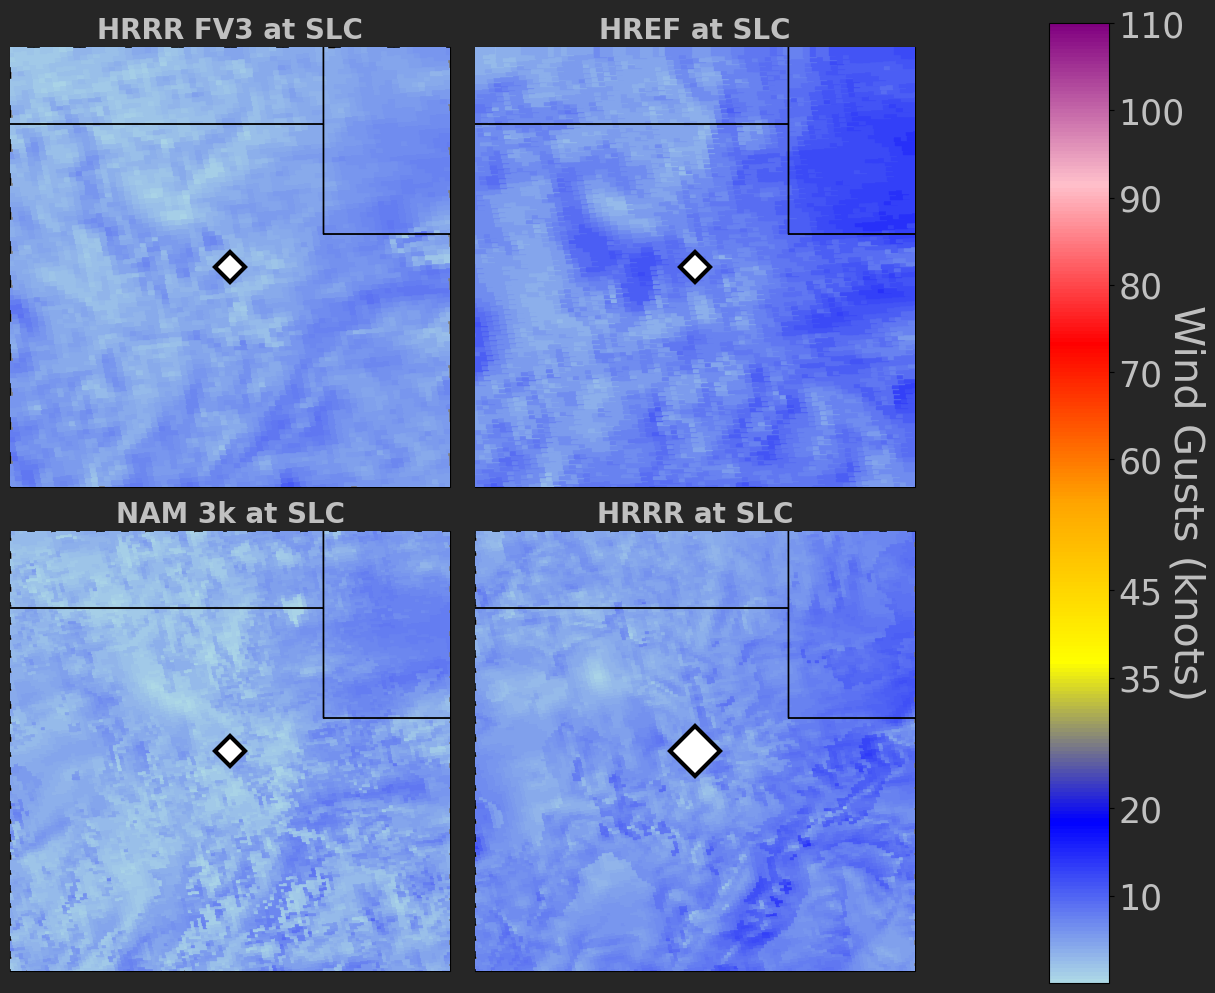 HRRR FV3 at SLC
HREF at SLC
NAM 3k at SLC
HRRR at SLC
110
100
90
80
70
60
45
35
20
10
Wind Gusts (knots)